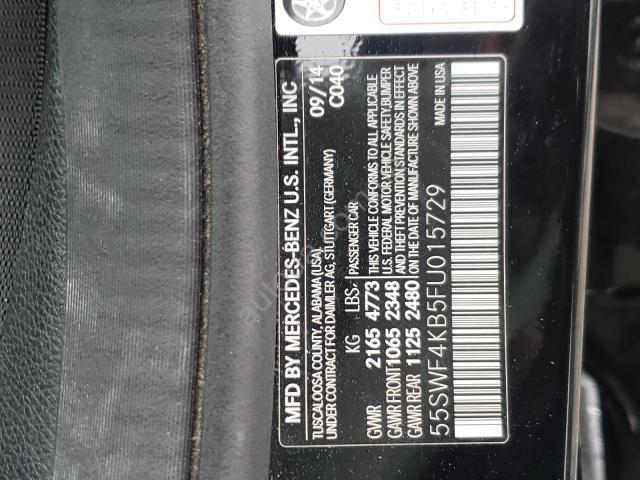 MFD BY MERCEDES-BENZ U.S. INTL., INC
TUSCALOOSA COUNTY, ALABAMA (USA) 09/14
UNDER CONTRACT FOR DAIMLER AG, STUTTGART (GERMANY) C040
KG LBS PASSENGER CAR
GVWR 2165 4773 THIS VEHICLE CONFORMS TO ALL APPLICABLE
GAWR FRONT 1065 2348 U.S. FEDERAL MOTOR VEHICLE SAFETY, BUMPER
AND THEFT PREVENTION STANDARDS IN EFFECT
GAWR REAR 1125 2480 ON THE DATE OF MANUFACTURE SHOWN ABOVE
55SWF4KB5FU015729 MADE IN USA